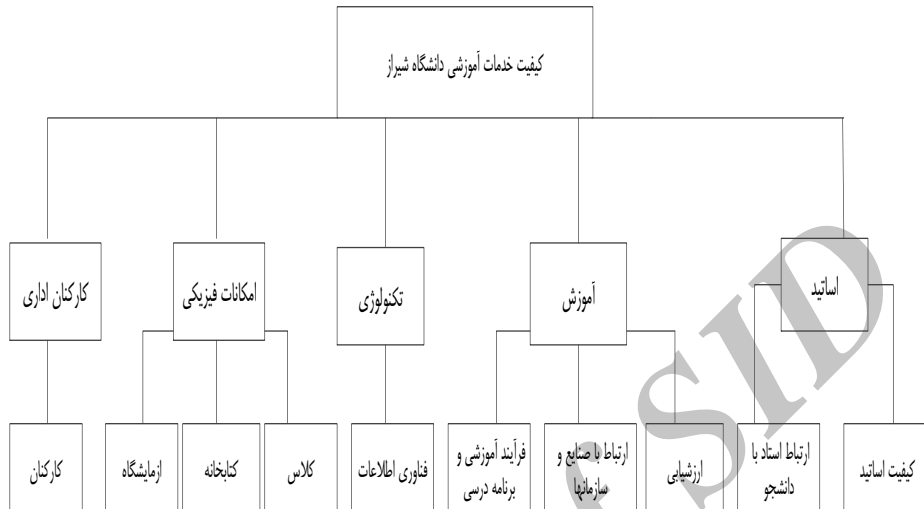 کیفیت خدمات آموزشی دانشگاه شیراز
اساتید
آموزش
تکنولوژی
امکانات فیزیکی
کارکنان اداری
کیفیت اساتید
ارتباط استاد با
دانشجو
ارزشیابی
ارتباط با صنایع و
سازمانها
فرآیند آموزشی و
برنامه درسی
فناوری اطلاعات
کلاس
کتابخانه
ازمایشگاه
کارکنان
SID